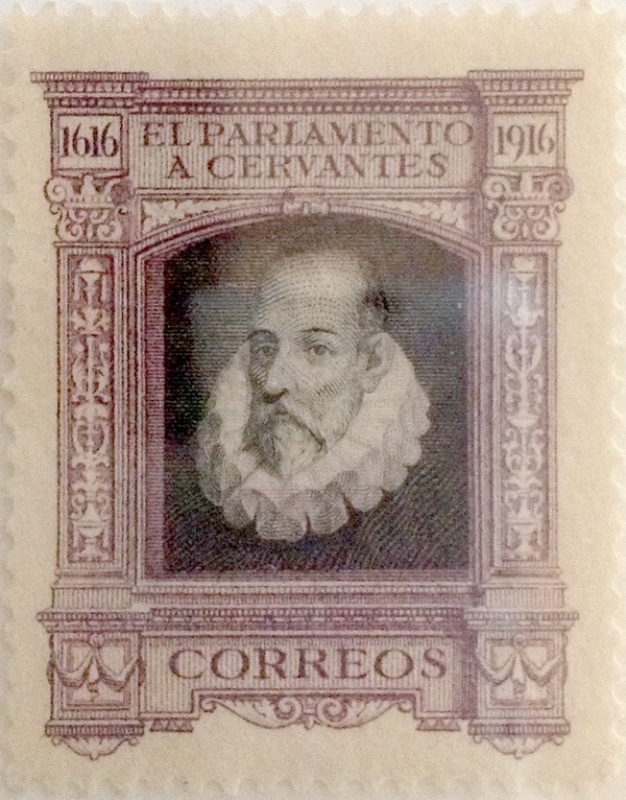 1616 EL PARLAMENTO 1916
A CERVANTES
CORREOS